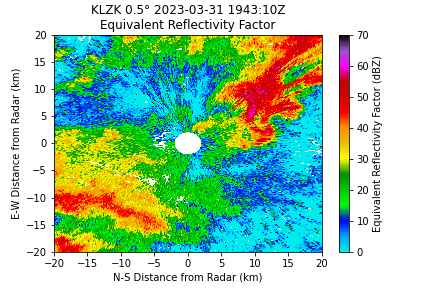 KLZK 0.5° 2023-03-31 1943:10Z
Equivalent Reflectivity Factor
20
15
10
5
0
−5
−10
−15
−20
E-W Distance from Radar (km)
−20 −15 −10 −5 0 5 10 15 20
N-S Distance from Radar (km)
70
60
50
40
30
20
10
0
Equivalent Reflectivity Factor (dBZ)